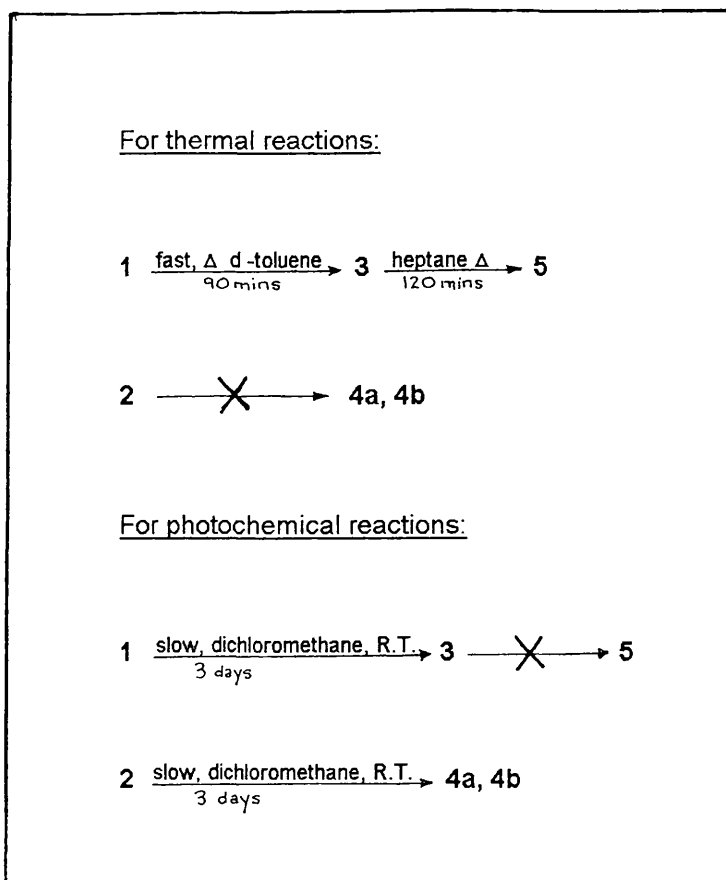 For thermal reactions:
1 fast, Δ d-toluene 3 heptane Δ 5
90 mins 120 mins
2 4a, 4b
For photochemical reactions:
1 slow, dichloromethane, R.T. 3 5
3 days
2 slow, dichloromethane, R.T. 4a, 4b
3 days